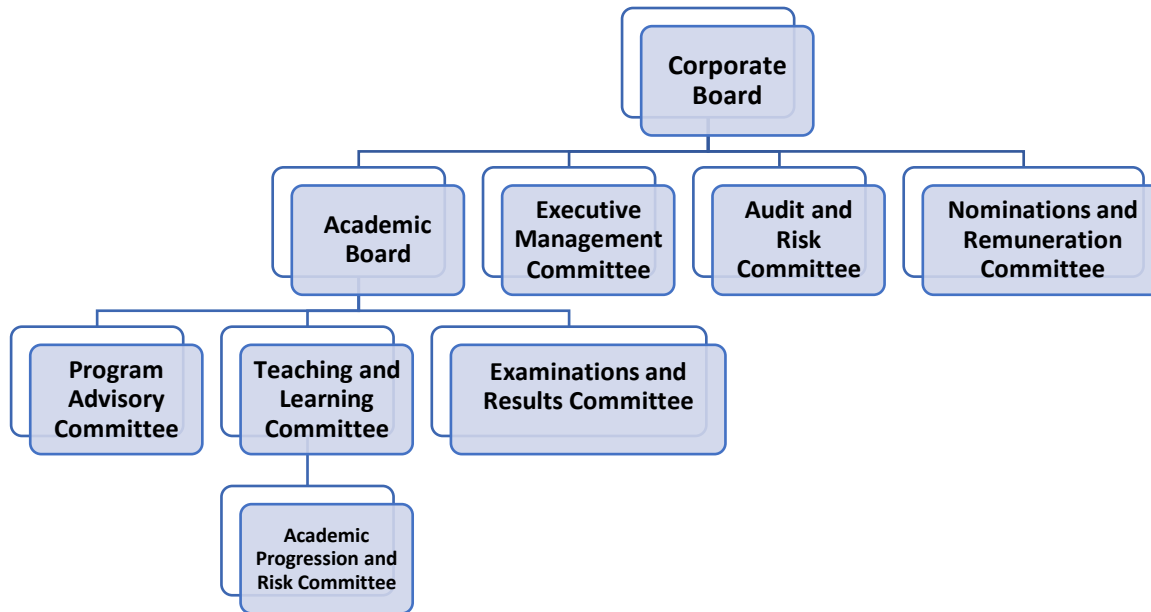 Corporate
Board
Academic
Board
Executive
Management
Committee
Audit and
Risk
Committee
Nominations and
Remuneration
Committee
Program
Advisory
Committee
Teaching and
Learning
Committee
Examinations and
Results Committee
Academic
Progression and
Risk Committee